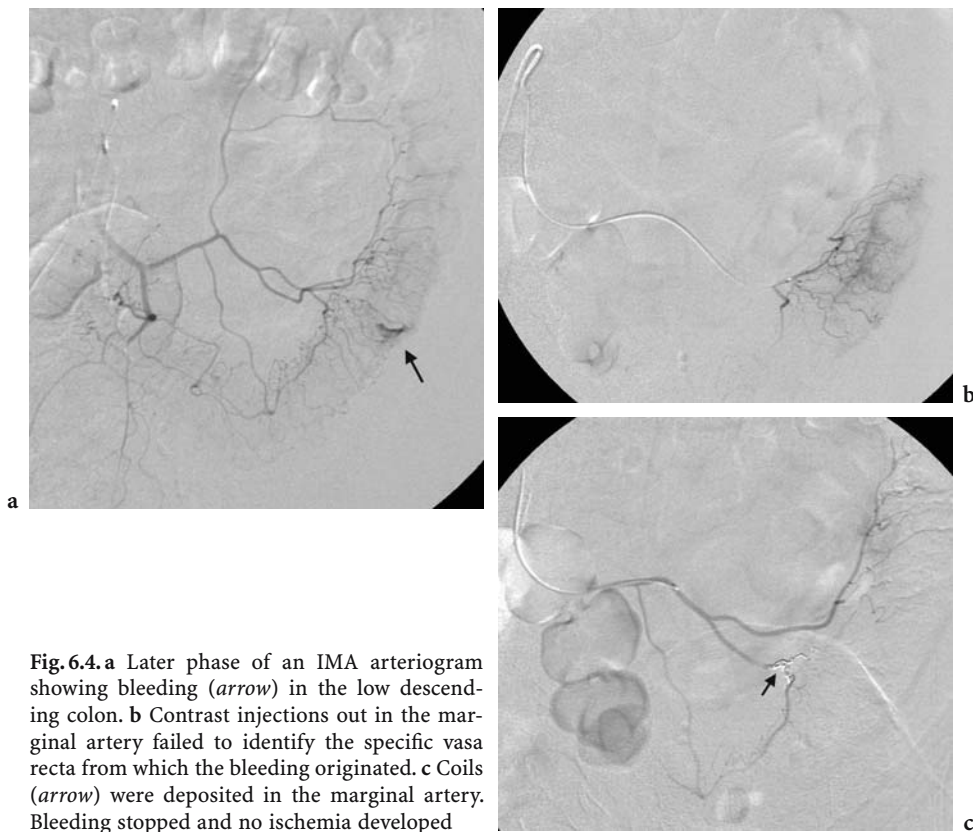 a
b
c
Fig. 6.4. a Later phase of an IMA arteriogram
showing bleeding (arrow) in the low descend-
ing colon. b Contrast injections out in the mar-
ginal artery failed to identify the specific vasa
recta from which the bleeding originated. c Coils
(arrow) were deposited in the marginal artery.
Bleeding stopped and no ischemia developed